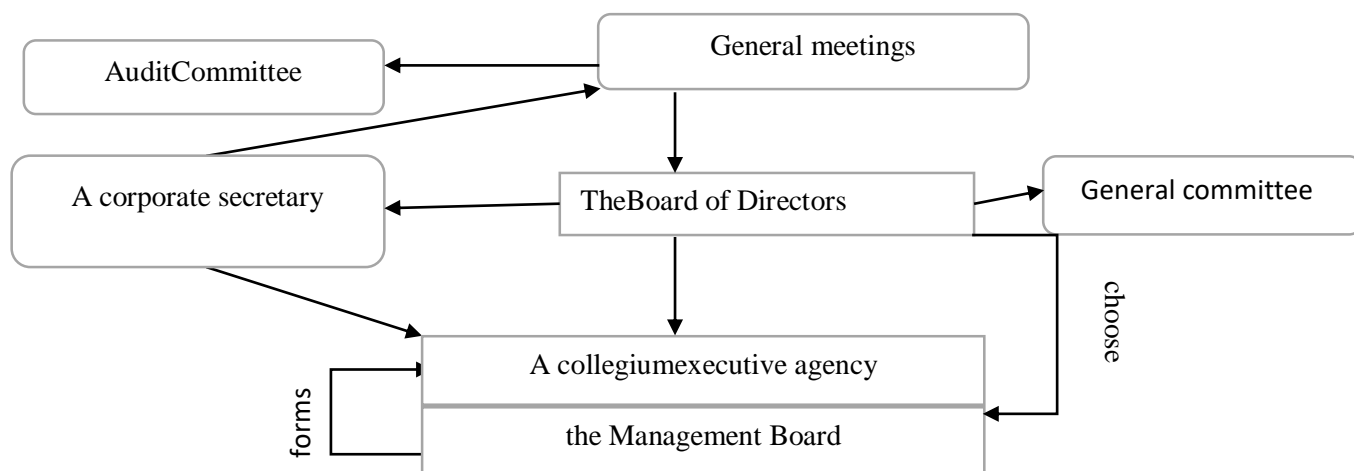 General meetings
AuditCommittee
A corporate secretary
TheBoard of Directors
General committee
choose
A collegiumexecutive agency
forms
the Management Board